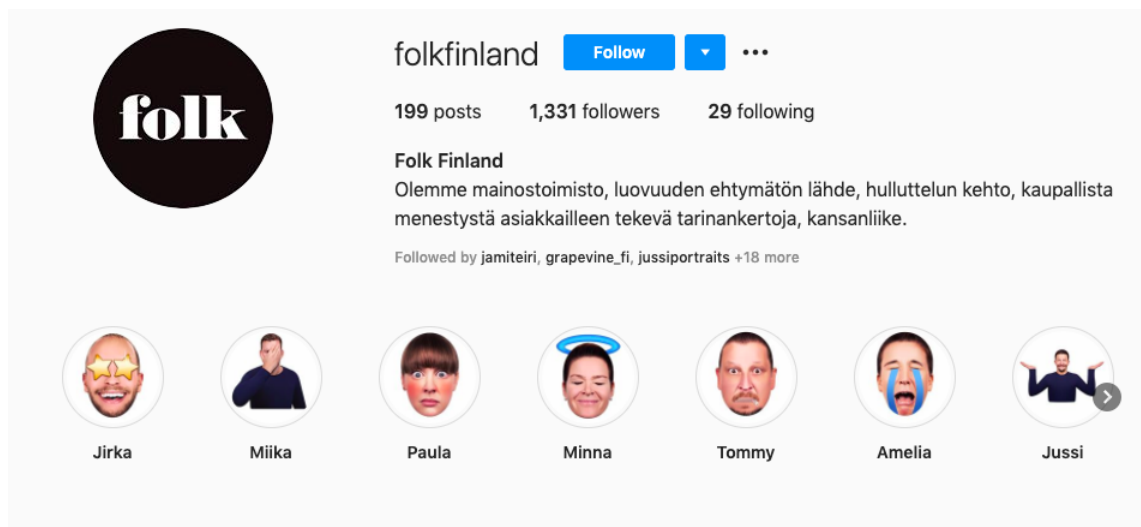 folk
folkfinland Follow
199 posts 1,331 followers 29 following
Folk Finland
Olemme mainostoimisto, luovuuden ehtymätön lähde, hulluttelun kehto, kaupallista
menestystä asiakkailleen tekevä tarinankertoja, kansanliike.
Followed by jamiteiri, grapevine_fi, jussiportraits +18 more
Jirka Miika Paula Minna Tommy Amelia Jussi